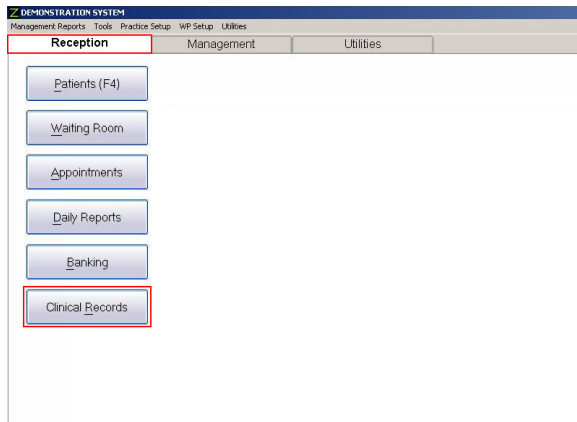 Z DEMONSTRATION SYSTEM
Management Reports Tools Practice Setup WP Setup Utilities
Reception Management Utilities
Patients (F4)
Waiting Room
Appointments
Daily Reports
Banking
Clinical Records